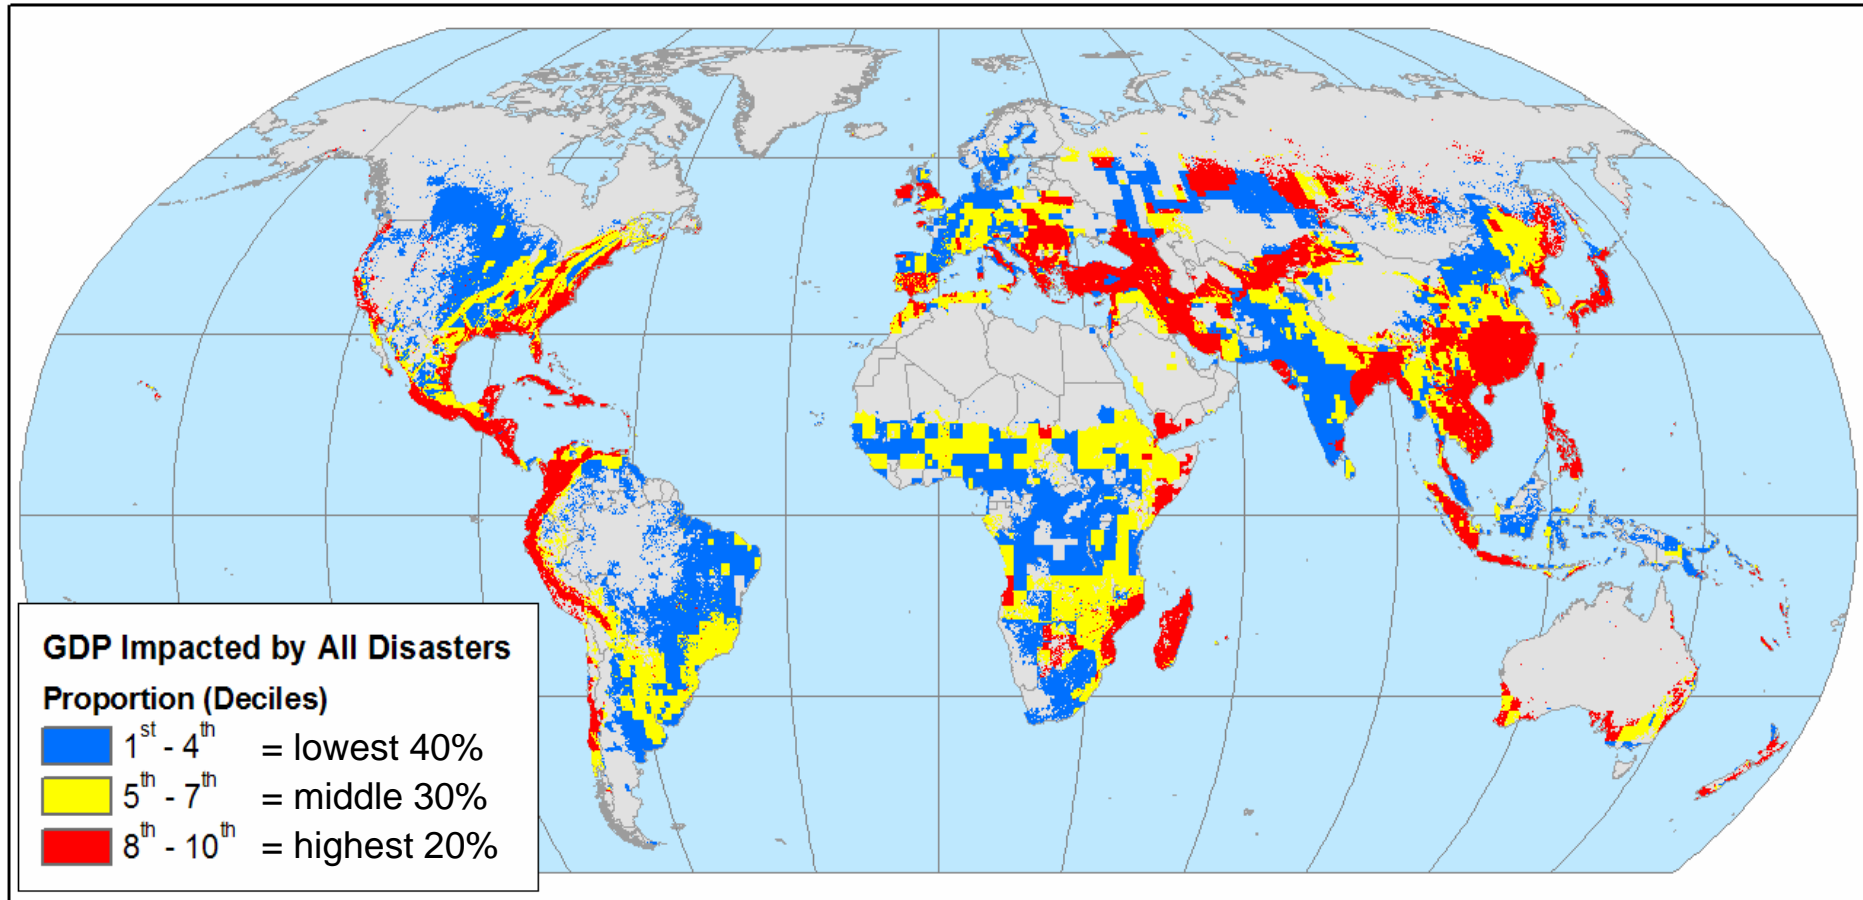 GDP Impacted by All Disasters
Proportion (Deciles)
1st - 4th = lowest 40%
5th - 7th = middle 30%
8th - 10th = highest 20%